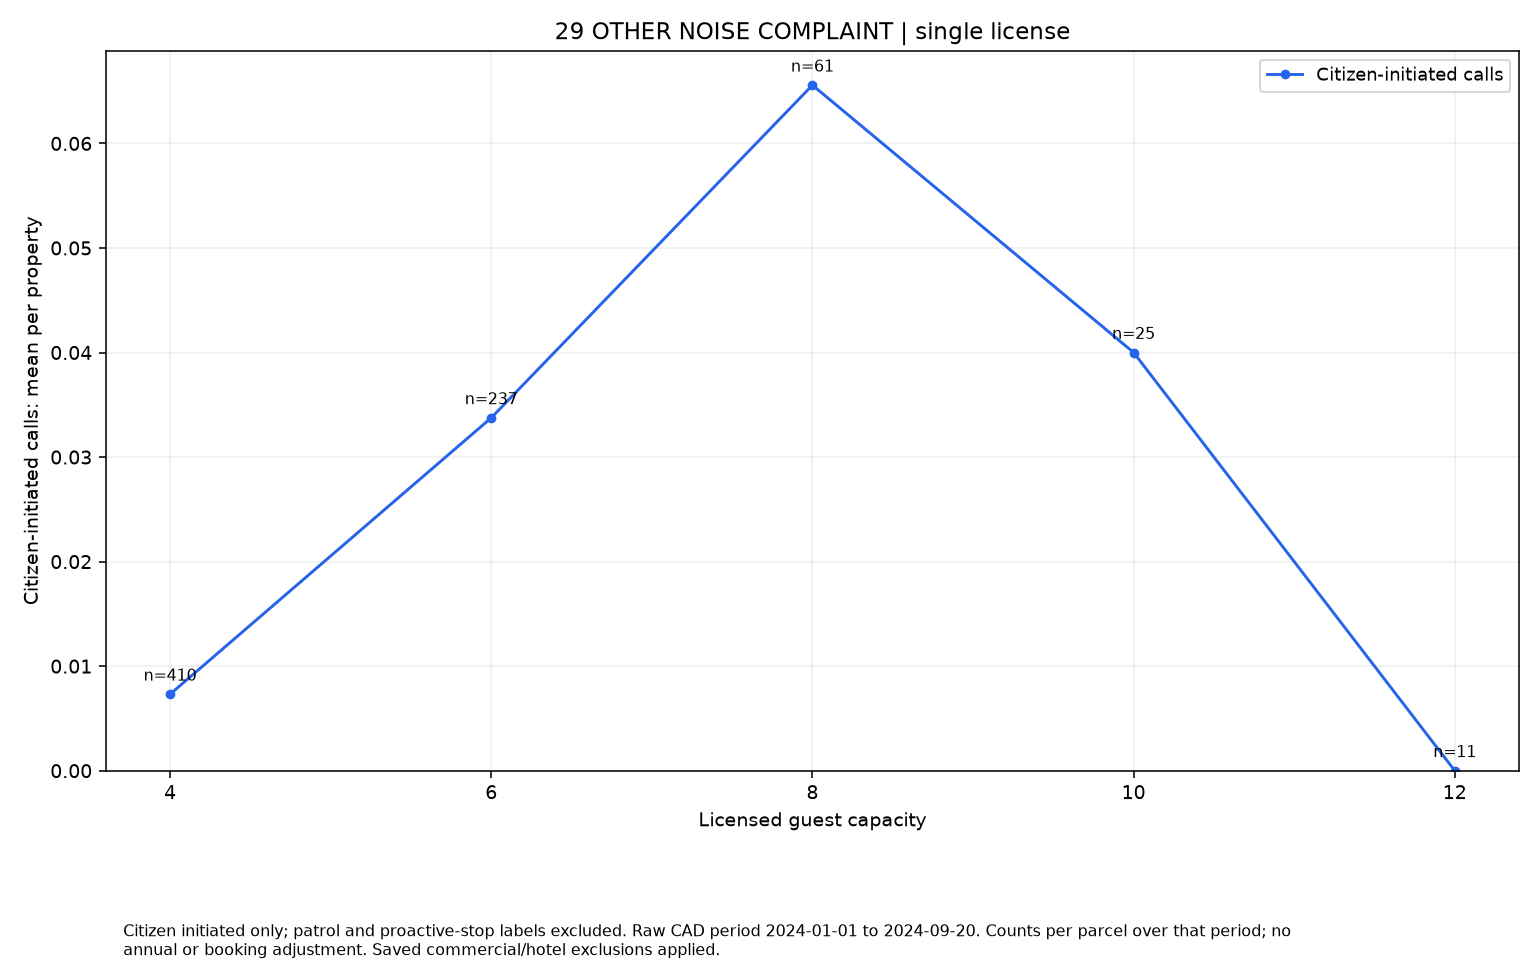 29 OTHER NOISE COMPLAINT | single license
Citizen-initiated calls
n=61
n=25
n=237
n=410
n=11
Citizen-initiated calls: mean per property
0.06
0.05
0.04
0.03
0.02
0.01
0.00
4 6 8 10 12
Licensed guest capacity
Citizen initiated only; patrol and proactive-stop labels excluded. Raw CAD period 2024-01-01 to 2024-09-20. Counts per parcel over that period; no
annual or booking adjustment. Saved commercial/hotel exclusions applied.